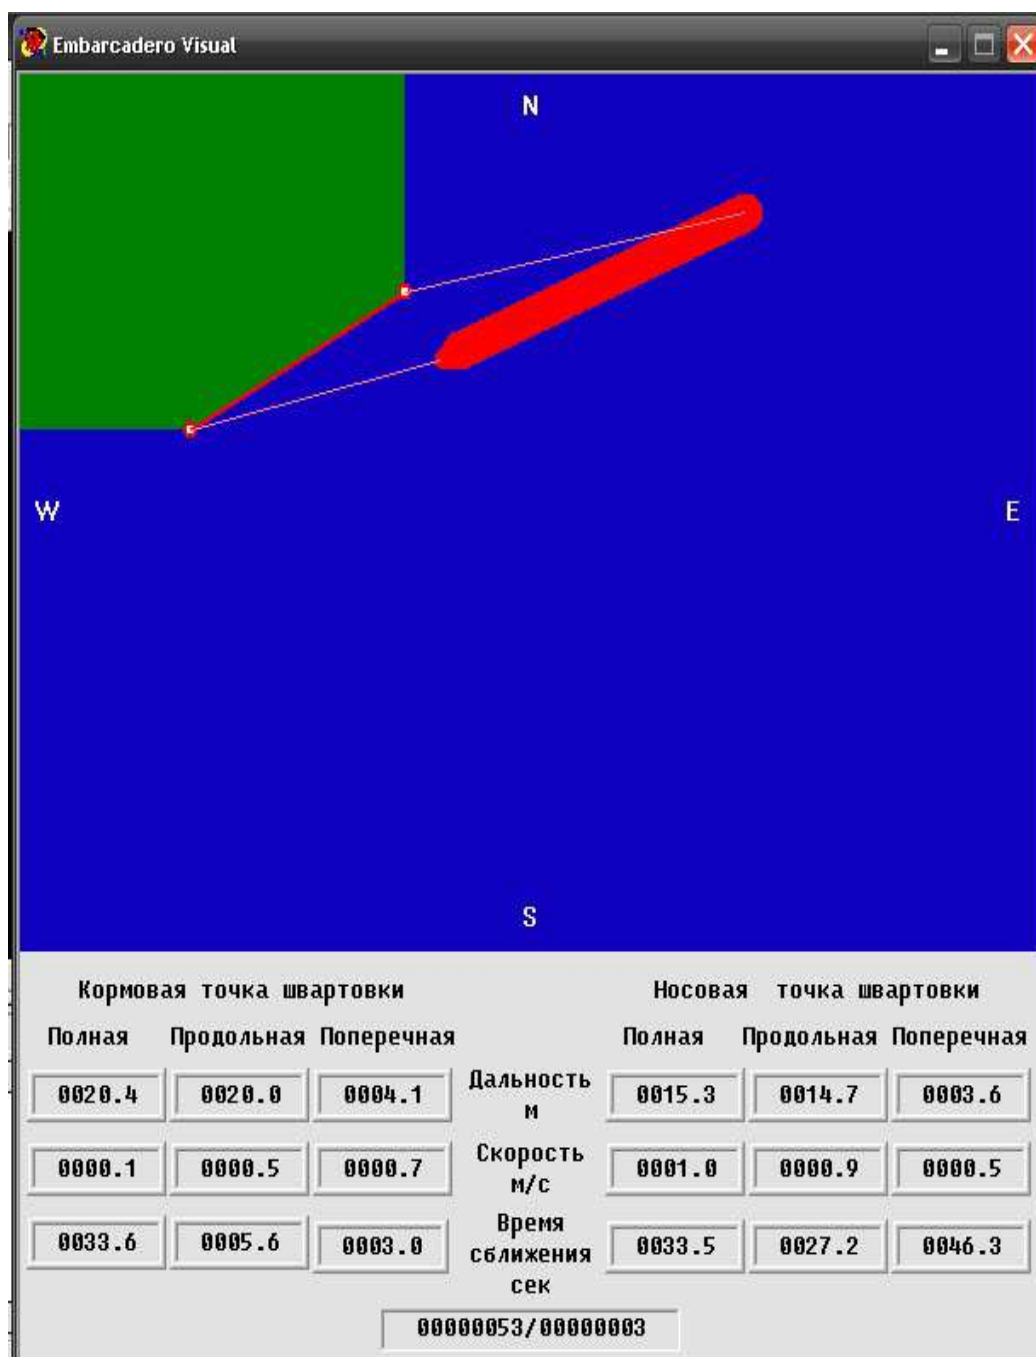 Embarcadero Visual
N
W
E
S
Кормовая точка швартовки
Носовая точка швартовки
Полная Продольная Поперечная
Полная Продольная Поперечная
0020.4 0020.0 0004.1 Дальность м 0015.3 0014.7 0003.6
0000.1 0000.5 0000.7 Скорость м/с 0001.0 0000.9 0000.5
0033.6 0005.6 0003.0 Время сближения сек 0033.5 0027.2 0046.3
00000053/00000003